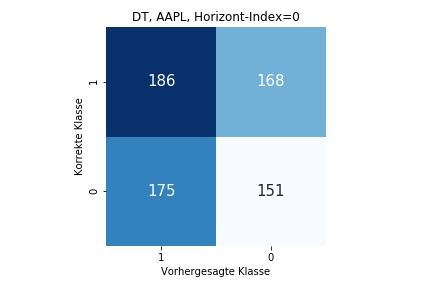 DT, AAPL, Horizont-Index=0
Korrekte Klasse
1
186
168
0
175
151
1
0
Vorhergesagte Klasse